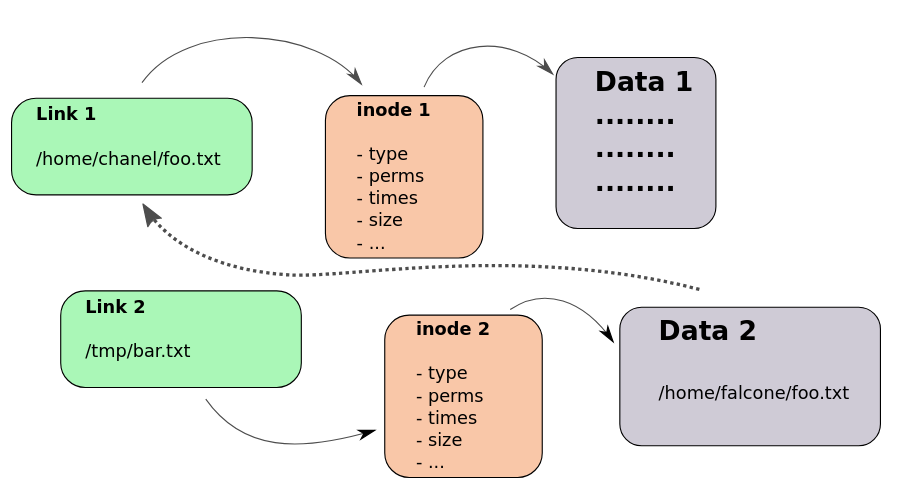 Link 1
/home/chanel/foo.txt
inode 1
- type
- perms
- times
- size
- ...
Data 1
........
........
........
Link 2
/tmp/bar.txt
inode 2
- type
- perms
- times
- size
- ...
Data 2
/home/falcone/foo.txt